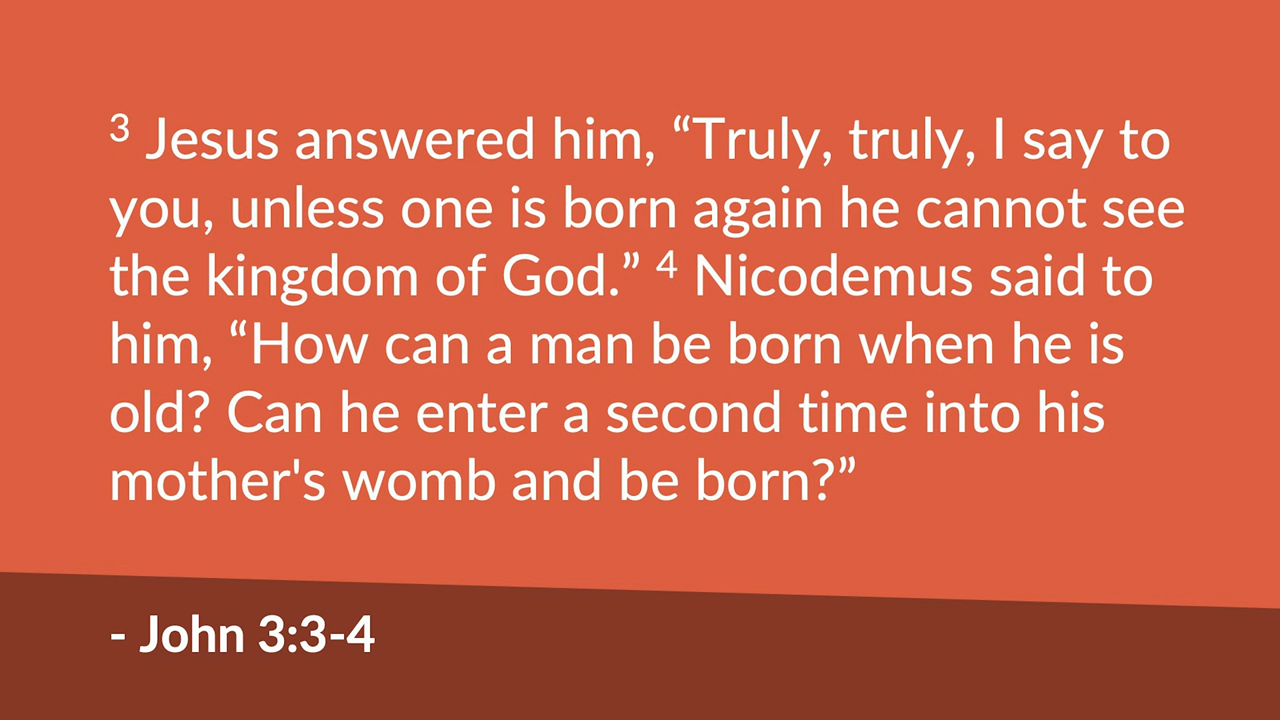 ³ Jesus answered him, “Truly, truly, I say to
you, unless one is born again he cannot see
the kingdom of God.” ⁴ Nicodemus said to
him, “How can a man be born when he is
old? Can he enter a second time into his
mother's womb and be born?”
- John 3:3-4